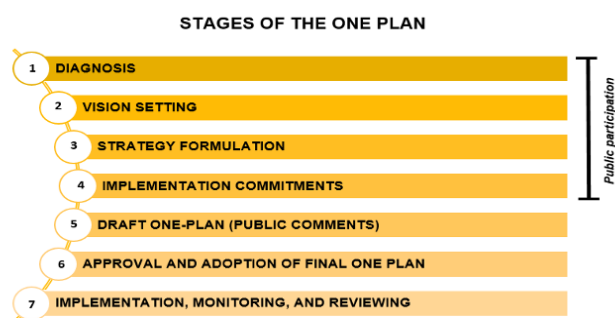 STAGES OF THE ONE PLAN
1 DIAGNOSIS
2 VISION SETTING
3 STRATEGY FORMULATION
4 IMPLEMENTATION COMMITMENTS
5 DRAFT ONE-PLAN (PUBLIC COMMENTS)
6 APPROVAL AND ADOPTION OF FINAL ONE PLAN
7 IMPLEMENTATION, MONITORING, AND REVIEWING
Public participation